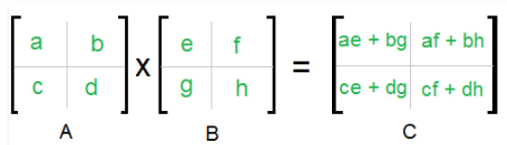 a b e f ae + bg af + bh
x =
c d g h ce + dg cf + dh
A B C